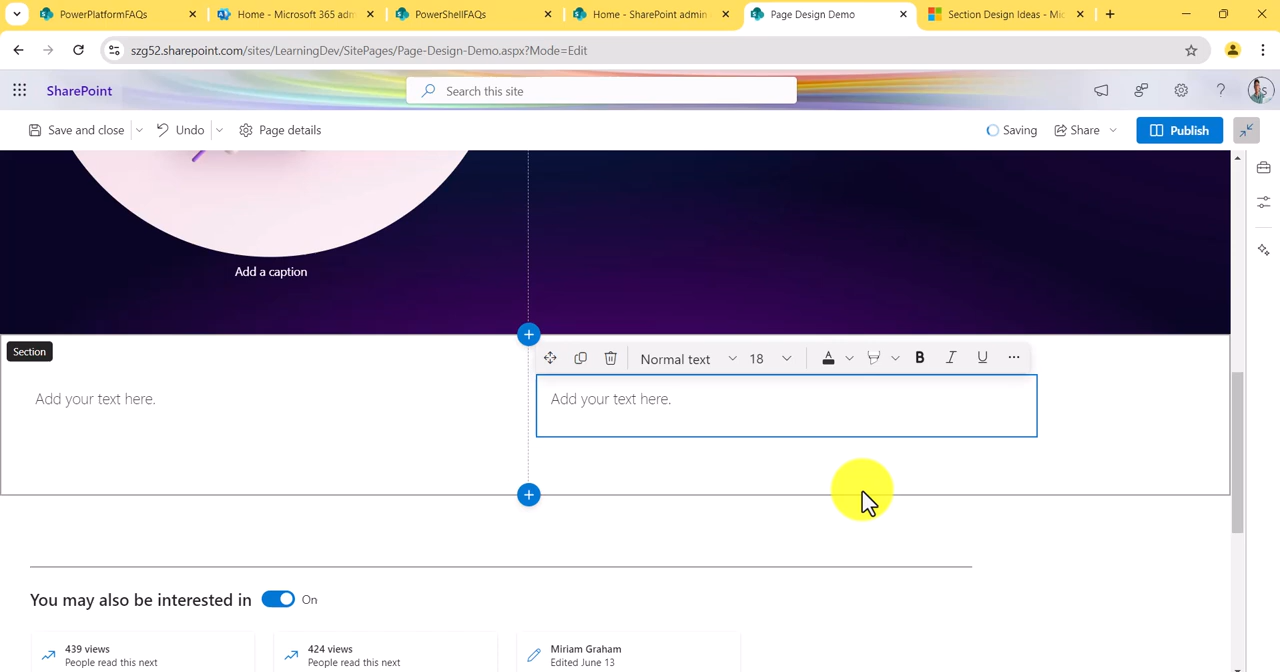 PowerPlatformFAQs
Home - Microsoft 365 adm
PowerShellFAQs
Home - SharePoint admin
Page Design Demo
Section Design Ideas - Mic
szg52.sharepoint.com/sites/LearningDev/SitePages/Page-Design-Demo.aspx?Mode=Edit
SharePoint
Search this site
Save and close
Undo
Page details
Saving
Share
Publish
Add a caption
Section
Normal text
18
Add your text here.
Add your text here.
You may also be interested in
On
439 views
People read this next
424 views
People read this next
Miriam Graham
Edited June 13